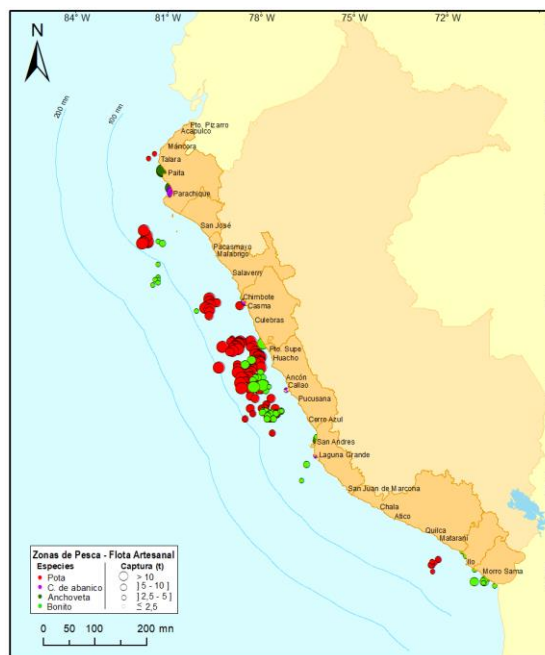 84°W 81°W 78°W 75°W 72°W
N
200 mn
100 mn
Pto. Pizarro
Acapulco
Máncora
Talara
Paita
Parachique
San José
Pacasmayo
Malabrigo
Salaverri
Chimbote
Casma
Culebras
Pto. Supe
Huacho
Ancón
Callao
Pucusana
Cerro Azul
San Andres
Laguna Grande
San Juan de Marcona
Chala
Atico
Quilca
Matarani
Ilo
Morro Sama
Zonas de Pesca - Flota Artesanal
Especies Captura (t)
Pota > 10
C. de abanico ] 5 - 10 ]
Anchoveta ] 2,5 - 5 ]
Bonito ≤ 2,5
0 50 100 200 mn